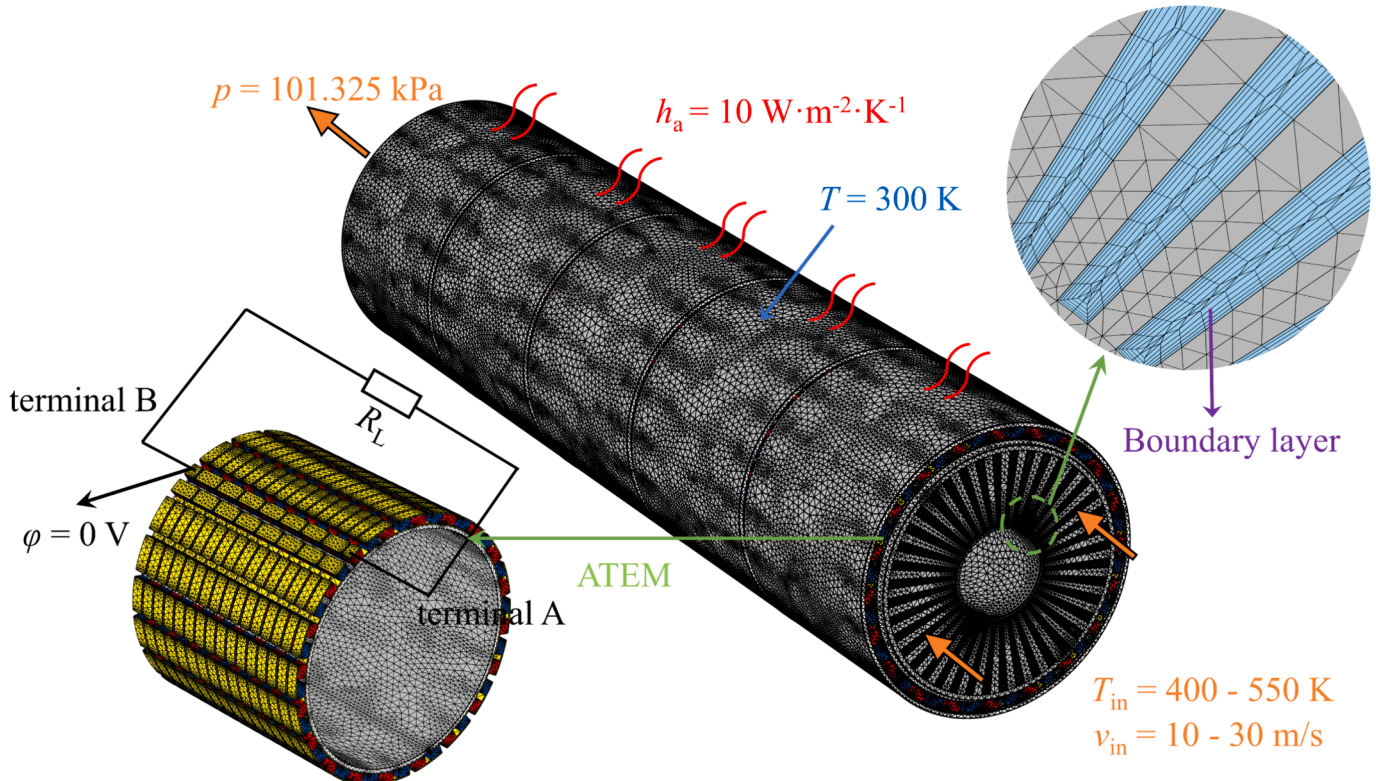 p = 101.325 kPa
hₐ = 10 W·m⁻²·K⁻¹
T = 300 K
Boundary layer
terminal B
R_L
φ = 0 V
ATEM
terminal A
T_in = 400 - 550 K
v_in = 10 - 30 m/s